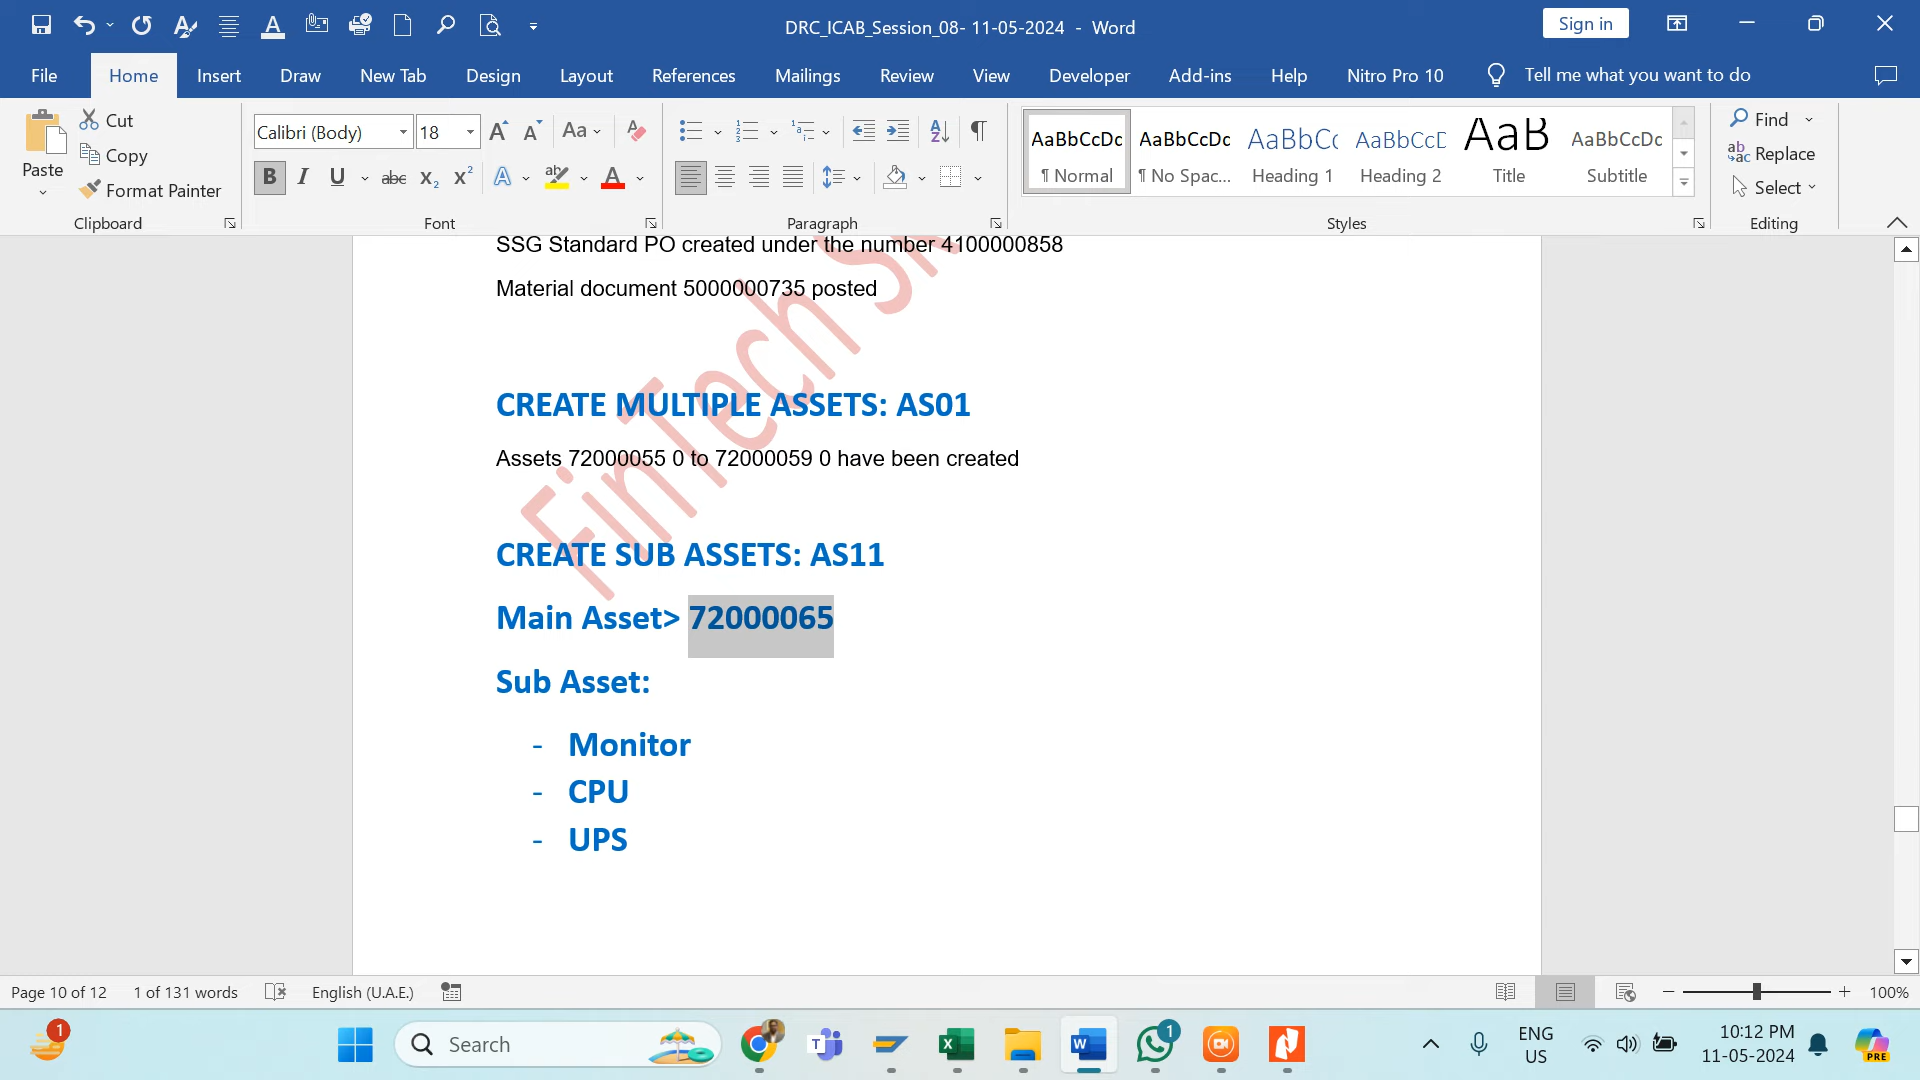 DRC_ICAB_Session_08- 11-05-2024 - Word
Sign in
File Home Insert Draw New Tab Design Layout References Mailings Review View Developer Add-ins Help Nitro Pro 10 Tell me what you want to do
Paste
Cut
Copy
Format Painter
Clipboard
Calibri (Body) 18
Font
Paragraph
AaBbCcDc AaBbCcDc AaBbCc AaBbCcD AaB AaBbCcDc
¶ Normal ¶ No Spac... Heading 1 Heading 2 Title Subtitle
Styles
Find
Replace
Select
Editing
SSG Standard PO created under the number 4100000858
Material document 5000000735 posted
CREATE MULTIPLE ASSETS: AS01
Assets 72000055 0 to 72000059 0 have been created
CREATE SUB ASSETS: AS11
Main Asset> 72000065
Sub Asset:
- Monitor
- CPU
- UPS
FinTech
Page 10 of 12 1 of 131 words English (U.A.E.) 100%
1
Search
1
ENG
US
10:12 PM
11-05-2024
PRE